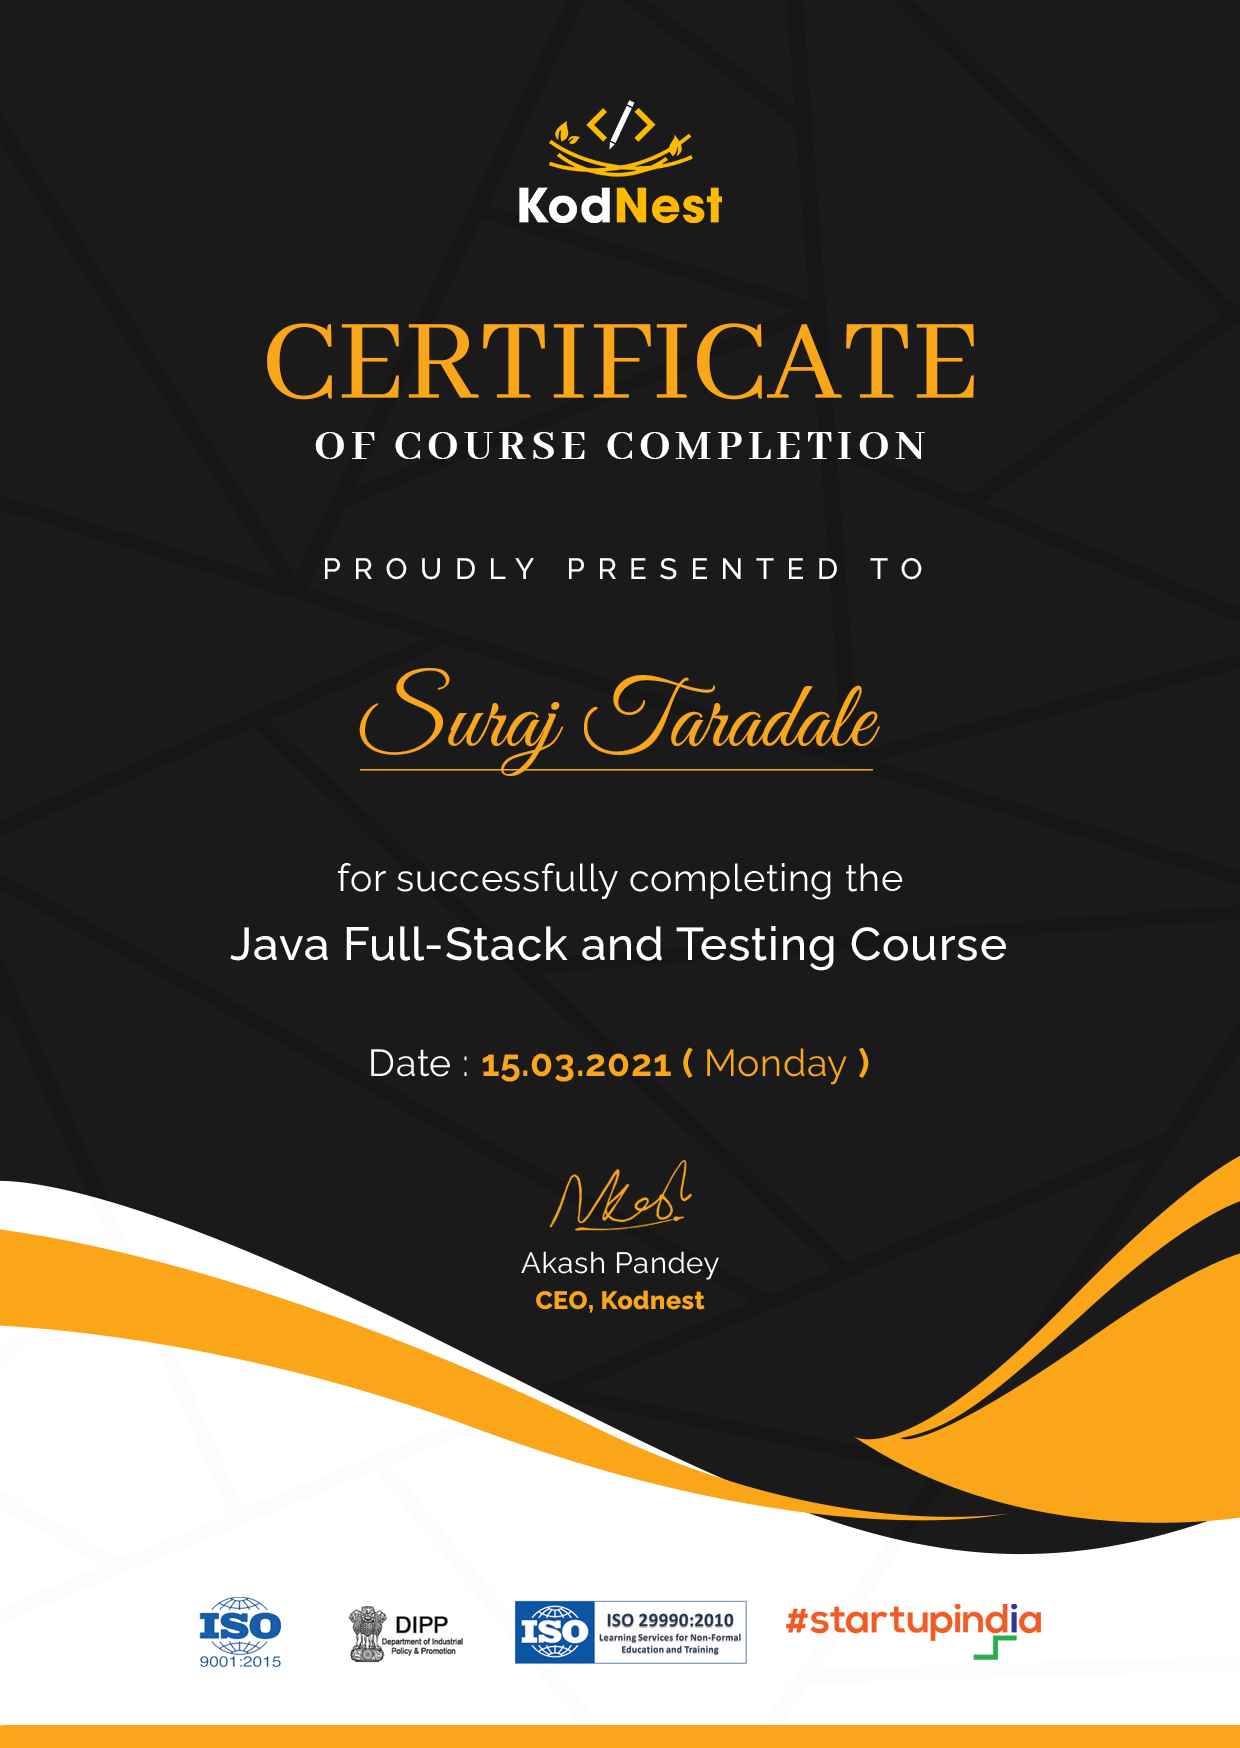 KodNest
CERTIFICATE
OF COURSE COMPLETION
PROUDLY PRESENTED TO
Suraj Taradale
for successfully completing the
Java Full-Stack and Testing Course
Date : 15.03.2021 ( Monday )
Akash Pandey
CEO, Kodnest
ISO
9001:2015
DIPP
Department of Industrial
Policy & Promotion
ISO
ISO 29990:2010
Learning Services for Non-Formal
Education and Training
#startupindia